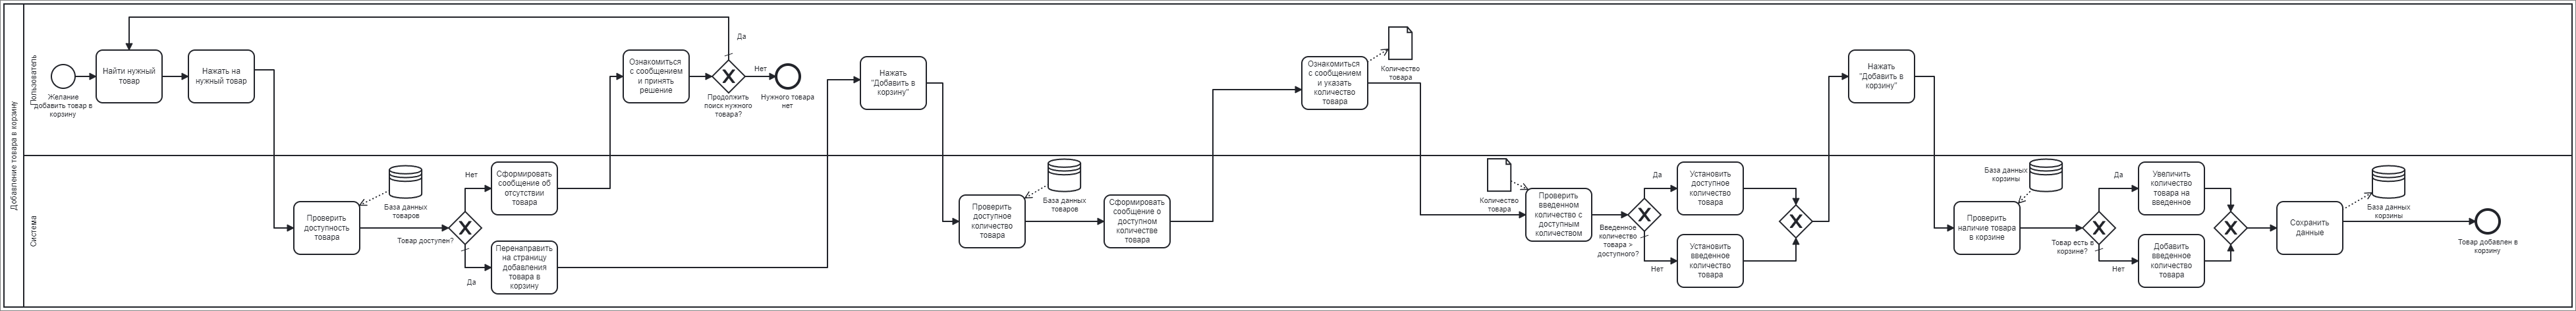 Добавление товара в корзину
Пользователь
Желание
добавить товар в
корзину
Найти нужный
товар
Нажать на
нужный товар
Ознакомиться
с сообщением
и принять
решение
Да
Нет
Продолжить
поиск нужного
товара?
Нужного товара
нет
Нажать
"Добавить в
корзину"
Ознакомиться
с сообщением
и указать
количество
товара
Количество
товара
Нажать
"Добавить в
корзину"
Система
Проверить
доступность
товара
База данных
товаров
Товар доступен?
Нет
Да
Сформировать
сообщение об
отсутствии
товара
Перенаправить
на страницу
добавления
товара в
корзину
Проверить
доступное
количество
товара
База данных
товаров
Сформировать
сообщение о
доступном
количестве
товара
Количество
товара
Проверить
введенном
количество с
доступным
количеством
Введенное
количество
товара >
доступного?
Да
Нет
Установить
доступное
количество
товара
Установить
введенное
количество
товара
База данных
корзины
Проверить
наличие товара
в корзине
Товар есть в
корзине?
Да
Нет
Увеличить
количество
товара на
введенное
Добавить
введенное
количество
товара
Сохранить
данные
База данных
корзины
Товар добавлен в
корзину